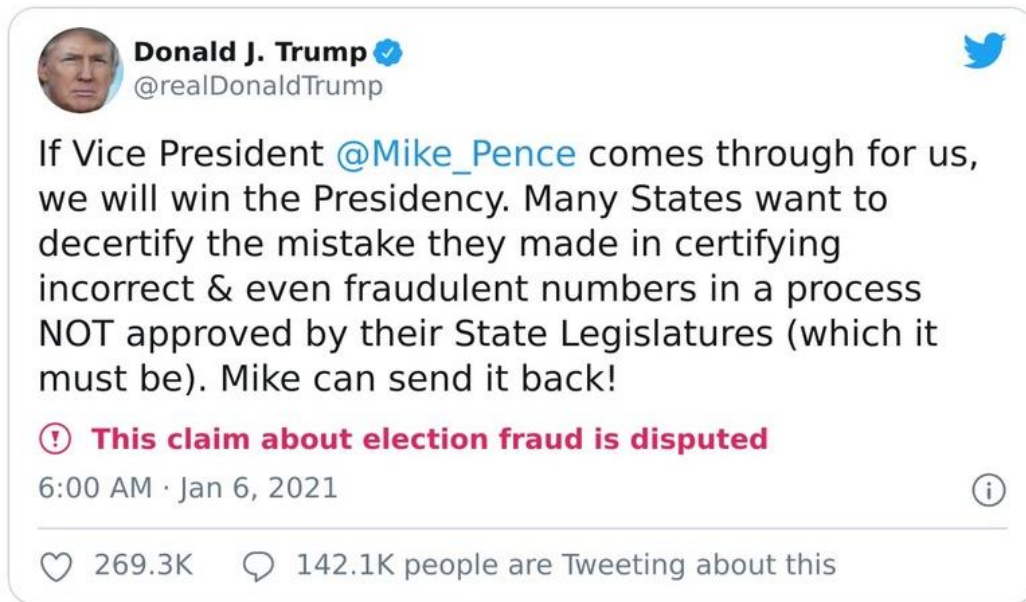 Donald J. Trump
@realDonaldTrump
If Vice President @Mike_Pence comes through for us,
we will win the Presidency. Many States want to
decertify the mistake they made in certifying
incorrect & even fraudulent numbers in a process
NOT approved by their State Legislatures (which it
must be). Mike can send it back!
This claim about election fraud is disputed
6:00 AM · Jan 6, 2021
269.3K 142.1K people are Tweeting about this